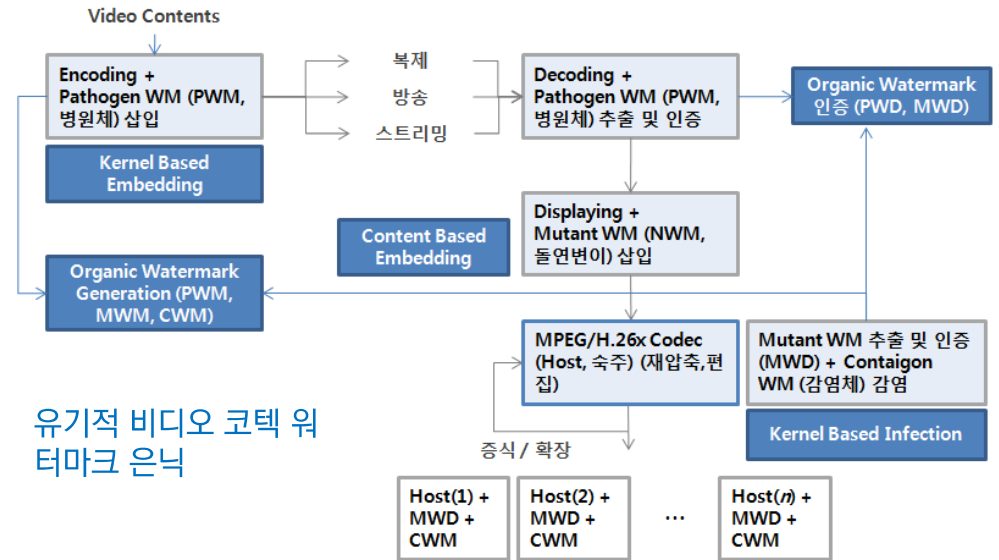 Video Contents
Encoding +
Pathogen WM (PWM,
병원체) 삽입
Kernel Based
Embedding
복제
방송
스트리밍
Decoding +
Pathogen WM (PWM,
병원체) 추출 및 인증
Organic Watermark
인증 (PWD, MWD)
Displaying +
Mutant WM (NWM,
돌연변이) 삽입
Content Based
Embedding
Organic Watermark
Generation (PWM,
MWM, CWM)
MPEG/H.26x Codec
(Host, 숙주) (재압축,편
집)
Mutant WM 추출 및 인증
(MWD) + Contaigon
WM (감염체) 감염
Kernel Based Infection
유기적 비디오 코텍 워
터마크 은닉
증식 / 확장
Host(1) +
MWD +
CWM
Host(2) +
MWD +
CWM
...
Host(n) +
MWD +
CWM